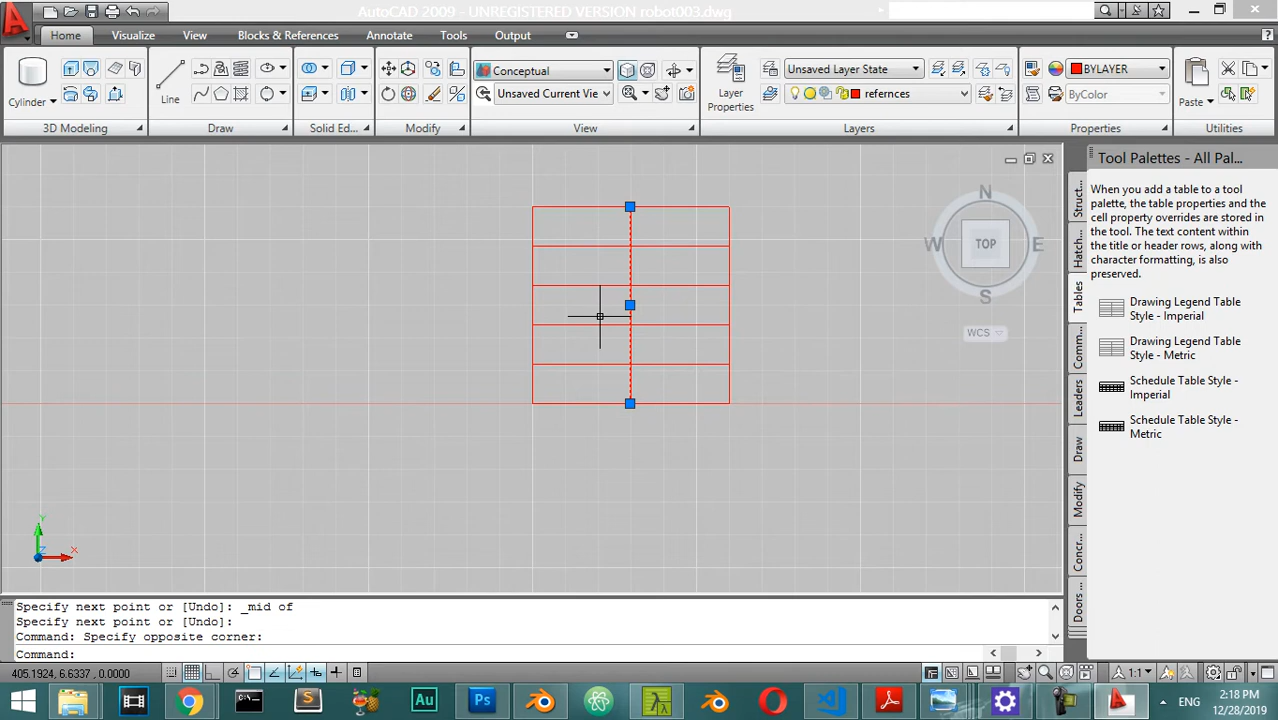 AutoCAD 2009 - UNREGISTERED VERSION robot003.dwg
Home Visualize View Blocks & References Annotate Tools Output
Cylinder
Line
3D Modeling
Draw
Solid Ed...
Modify
Conceptual
Unsaved Current Vie
View
Layer
Properties
Unsaved Layer State
refernces
Layers
BYLAYER
ByColor
Properties
Paste
Utilities
Tool Palettes - All Pal...
When you add a table to a tool
palette, the table properties and
the cell property overrides are stored
in the tool. The text content within
the title or header rows, along with
character formatting, is also
preserved.
Drawing Legend Table
Style - Imperial
Drawing Legend Table
Style - Metric
Schedule Table Style -
Imperial
Schedule Table Style -
Metric
Struct...
Hatch...
Tables
Comm...
Leaders
Draw
Modify
Concr...
Doors ...
N
W TOP E
S
WCS
Y
Z X
Specify next point or [Undo]: _mid of
Specify next point or [Undo]:
Command: Specify opposite corner:
Command:
405.1924, 6.6337, 0.0000
1:1
Au
Ps
2:18 PM
12/28/2019